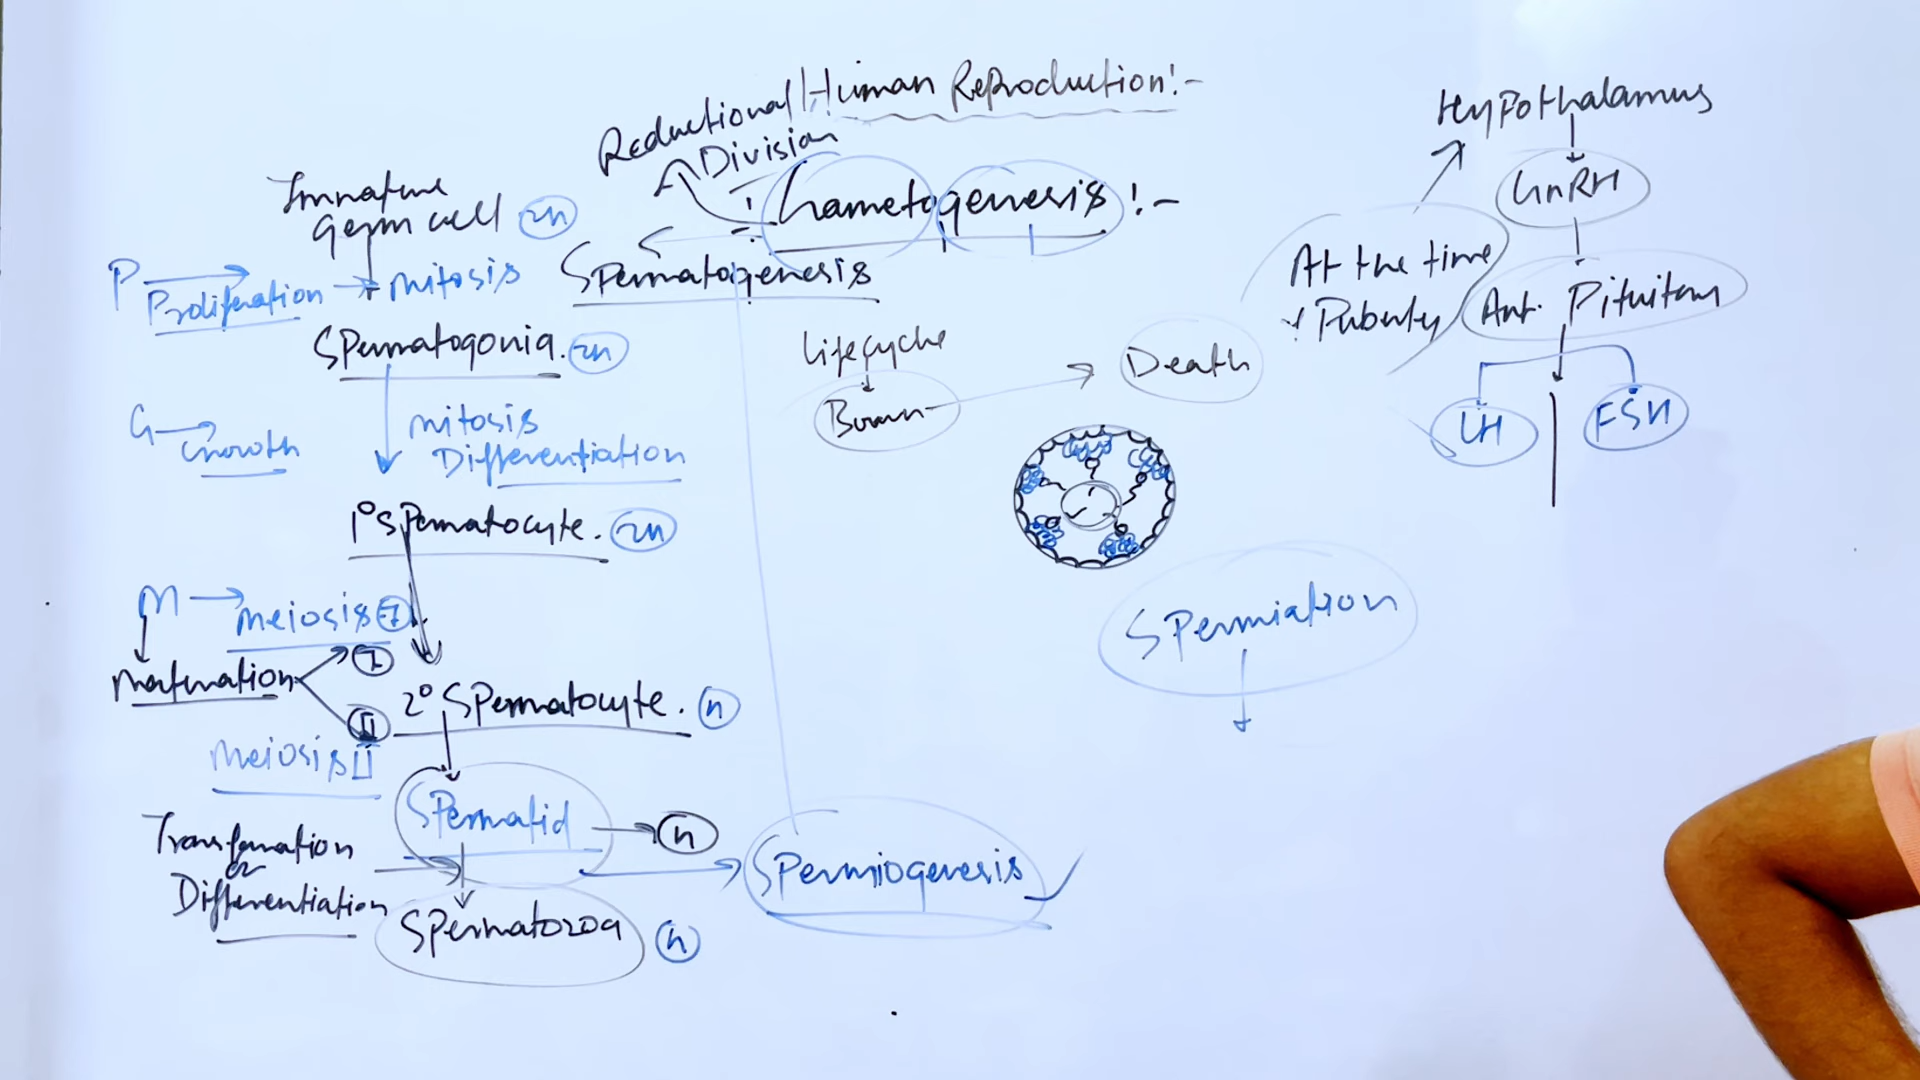 Human Reproduction:-
Reductional
Division
Gametogenesis:-
Spermatogenesis
Immature
Germ cell 2n
P
Proliferation → mitosis
Spermatogonia. 2n
G → Growth
mitosis
Differentiation
1° Spermatocyte. 2n
M → meiosis I
maturation
I
II
2° Spermatocyte. n
meiosis II
Spermatid → n
Transformation
or
Differentiation
Spermatozoa n
Spermiogenesis ✓
Lifecycle
Born
Death
Spermiation
Hypothalamus
GnRH
At the time
Puberty
Ant. Pituitary
LH
FSH